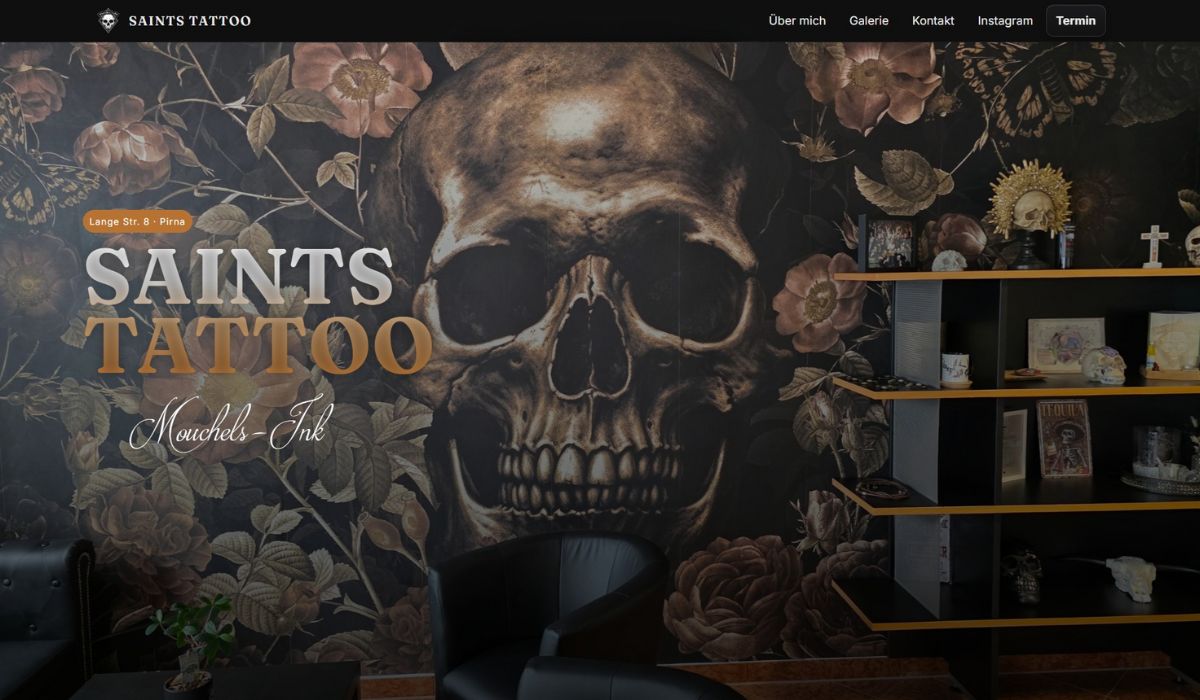 SAINTS TATTOO
Über mich
Galerie
Kontakt
Instagram
Termin
Lange Str. 8 · Pirna
SAINTS
TATTOO
Mouchels-Ink
TEQUILA